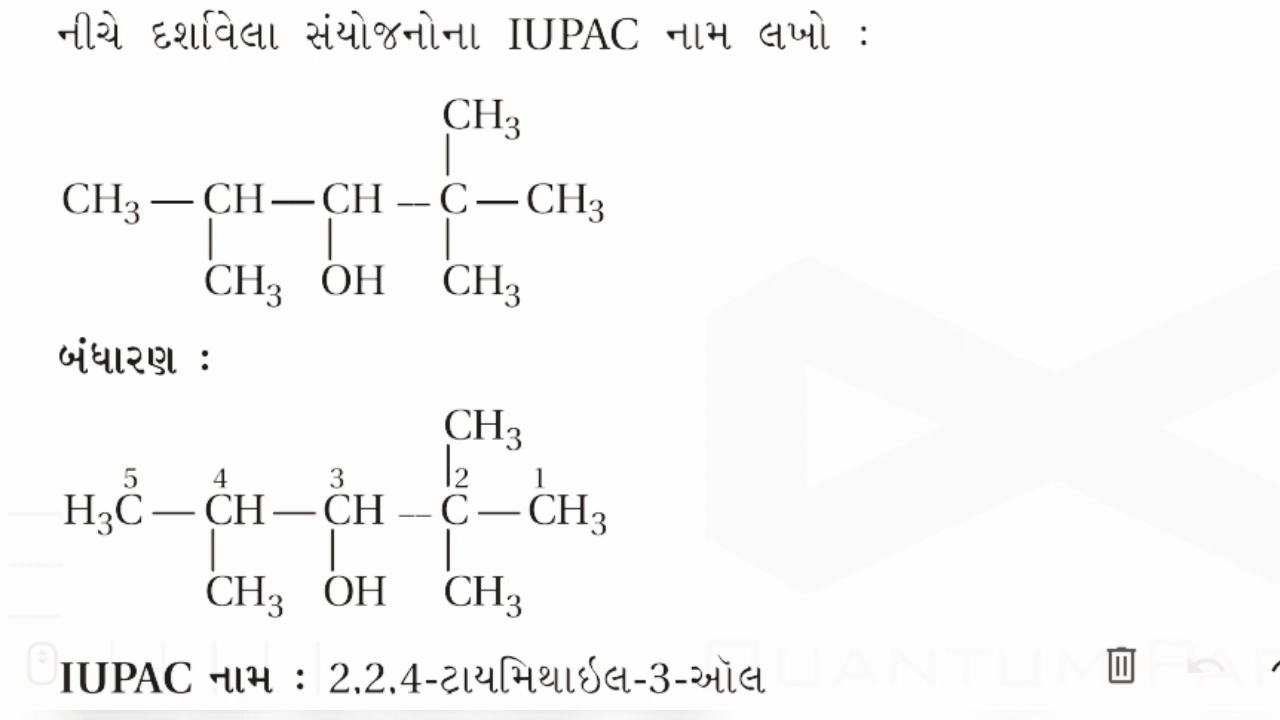 નીચે દર્શાવેલા સંયોજનોના IUPAC નામ લખો :
CH3
CH3 — CH — CH -- C — CH3
CH3 OH CH3
બંધારણ :
CH3
5 4 3 2 1
H3C — CH — CH -- C — CH3
CH3 OH CH3
IUPAC નામ : 2,2,4-ટ્રાયમિથાઇલ-3-ઑલ